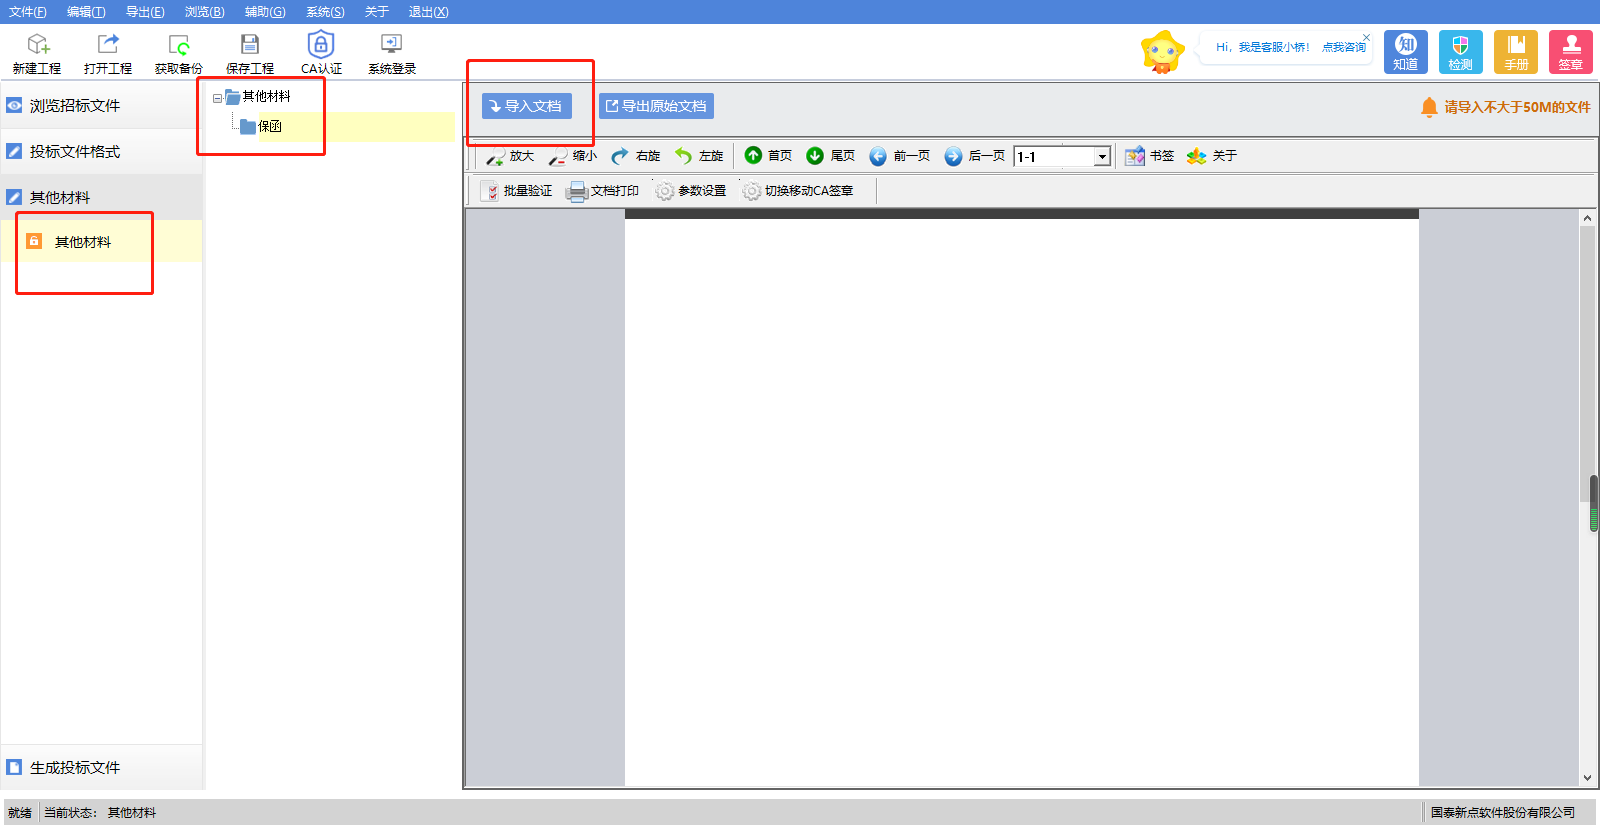 文件(F) 编辑(T) 导出(E) 浏览(B) 辅助(G) 系统(S) 关于 退出(X)
新建工程 打开工程 获取备份 保存工程 CA认证 系统登录
Hi，我是客服小桥！ 点我咨询
知 知道 检测 手册 签章
浏览招标文件
投标文件格式
其他材料
其他材料
生成投标文件
其他材料
保函
导入文档 导出原始文档
请导入不大于50M的文件
放大 缩小 右旋 左旋 首页 尾页 前一页 后一页 1-1 书签 关于
批量验证 文档打印 参数设置 切换移动CA签章
就绪 当前状态： 其他材料
国泰新点软件股份有限公司